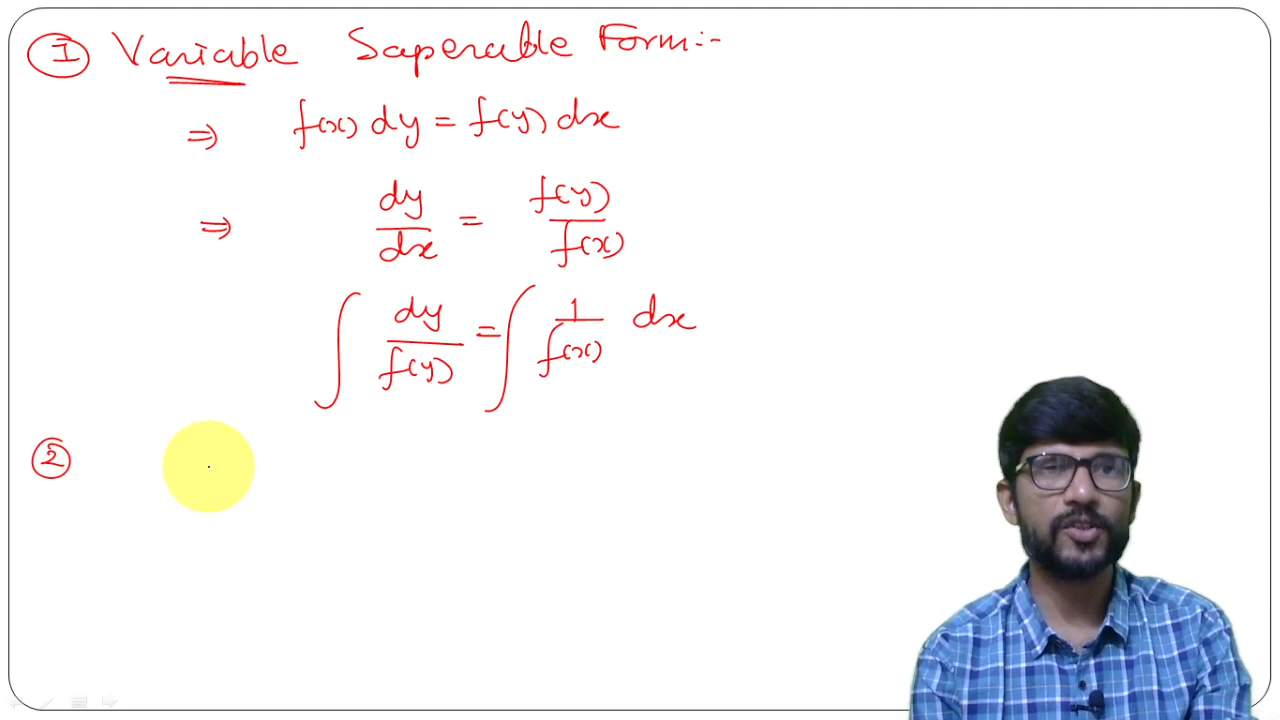 ① Variable Saperable Form:-
⇒ f(x) dy = f(y) dx
⇒ dy/dx = f(y)/f(x)
∫ dy/f(y) = ∫ 1/f(x) dx
②